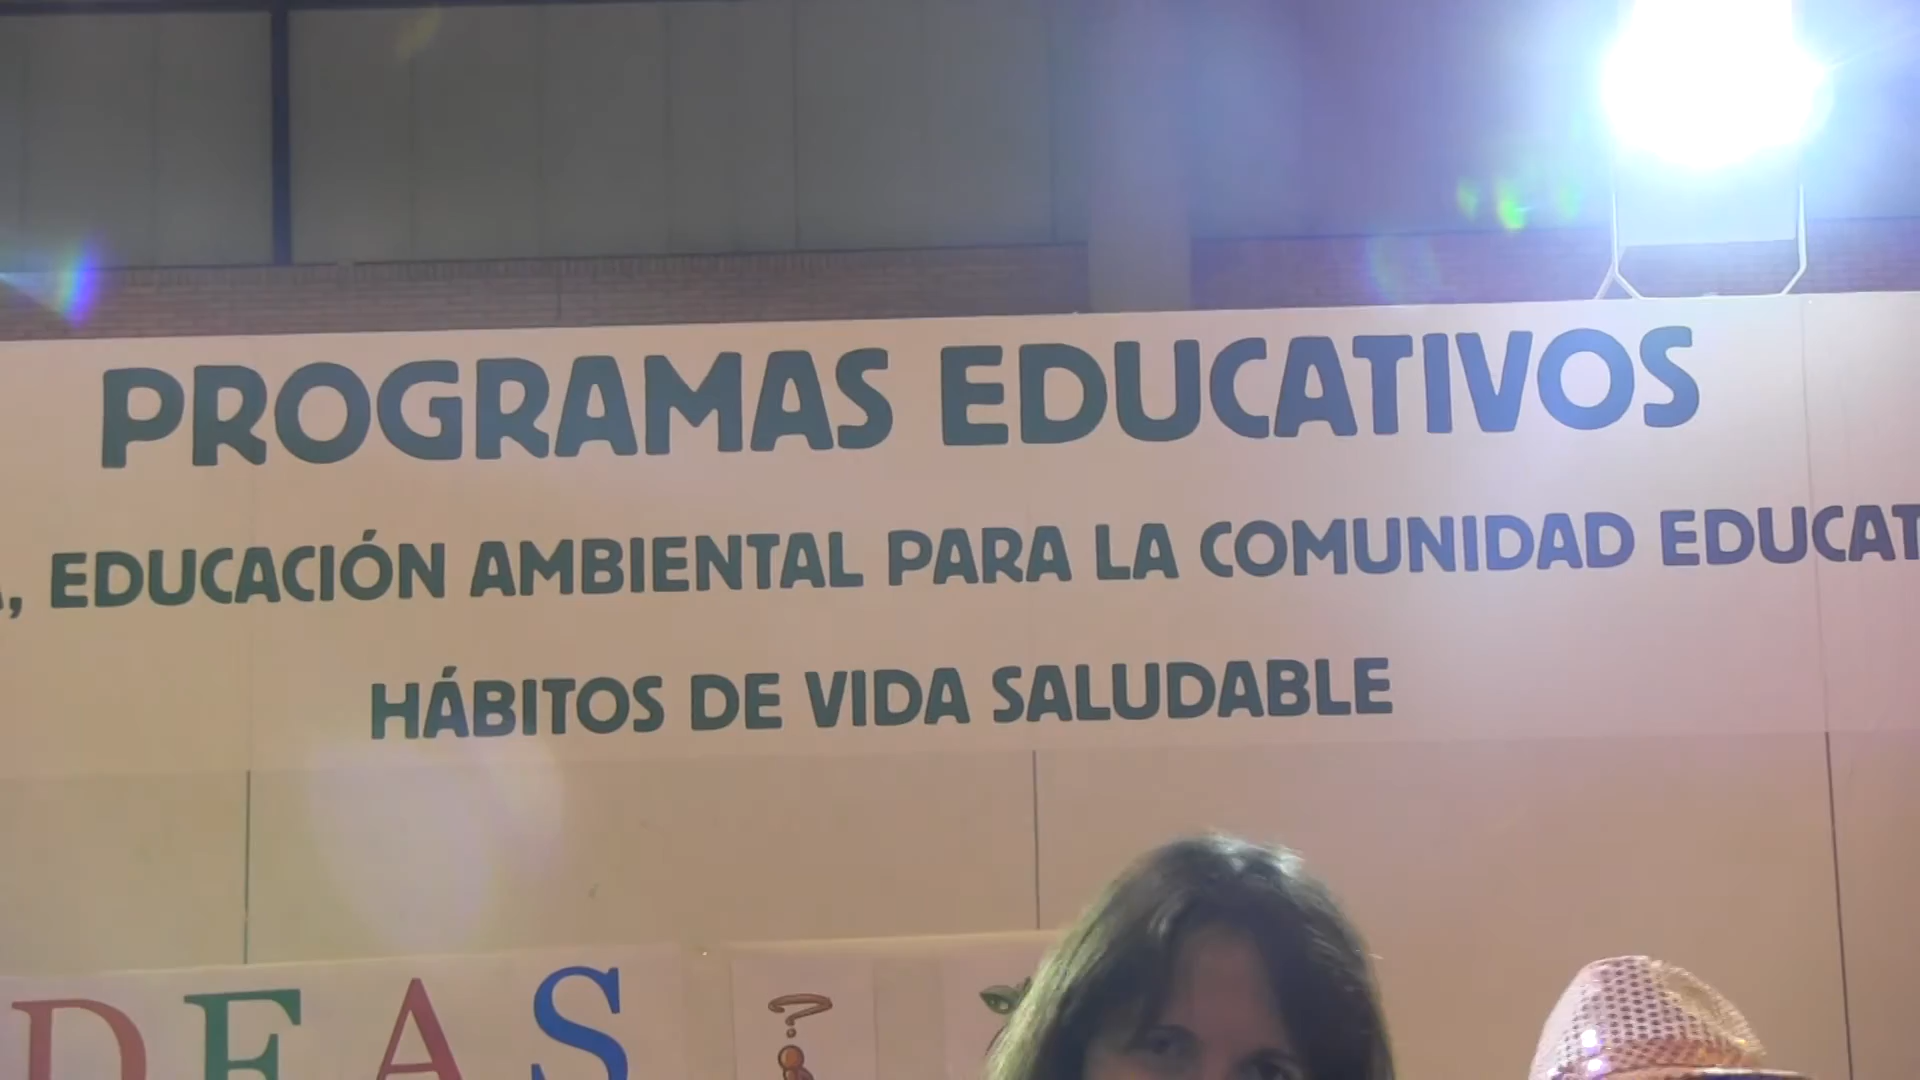 PROGRAMAS EDUCATIVOS
, EDUCACIÓN AMBIENTAL PARA LA COMUNIDAD EDUCAT
HÁBITOS DE VIDA SALUDABLE
DEAS